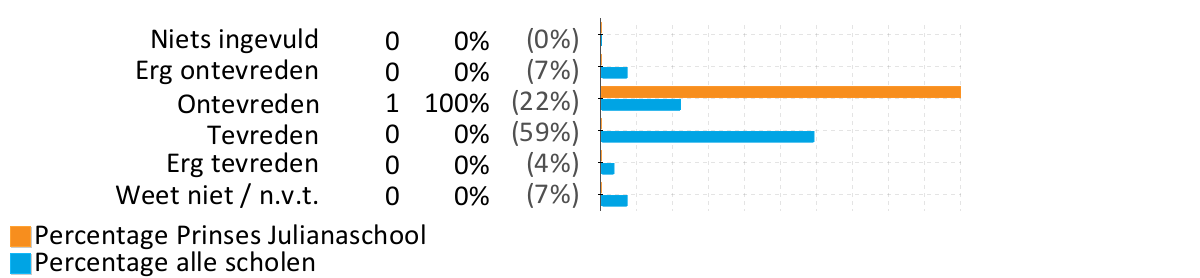 Niets ingevuld 0 0% (0%)
Erg ontevreden 0 0% (7%)
Ontevreden 1 100% (22%)
Tevreden 0 0% (59%)
Erg tevreden 0 0% (4%)
Weet niet / n.v.t. 0 0% (7%)
Percentage Prinses Julianaschool
Percentage alle scholen